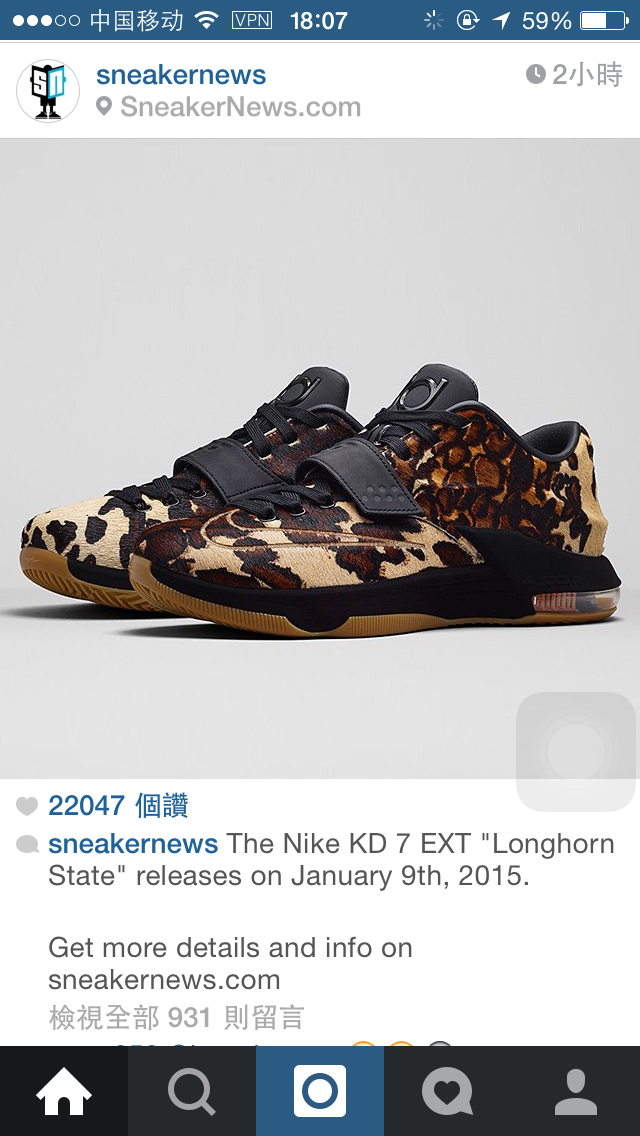 中国移动 VPN 18:07 59%
sneakernews 2小時
SneakerNews.com
22047 個讚
sneakernews The Nike KD 7 EXT "Longhorn
State" releases on January 9th, 2015.
Get more details and info on
sneakernews.com
檢視全部 931 則留言